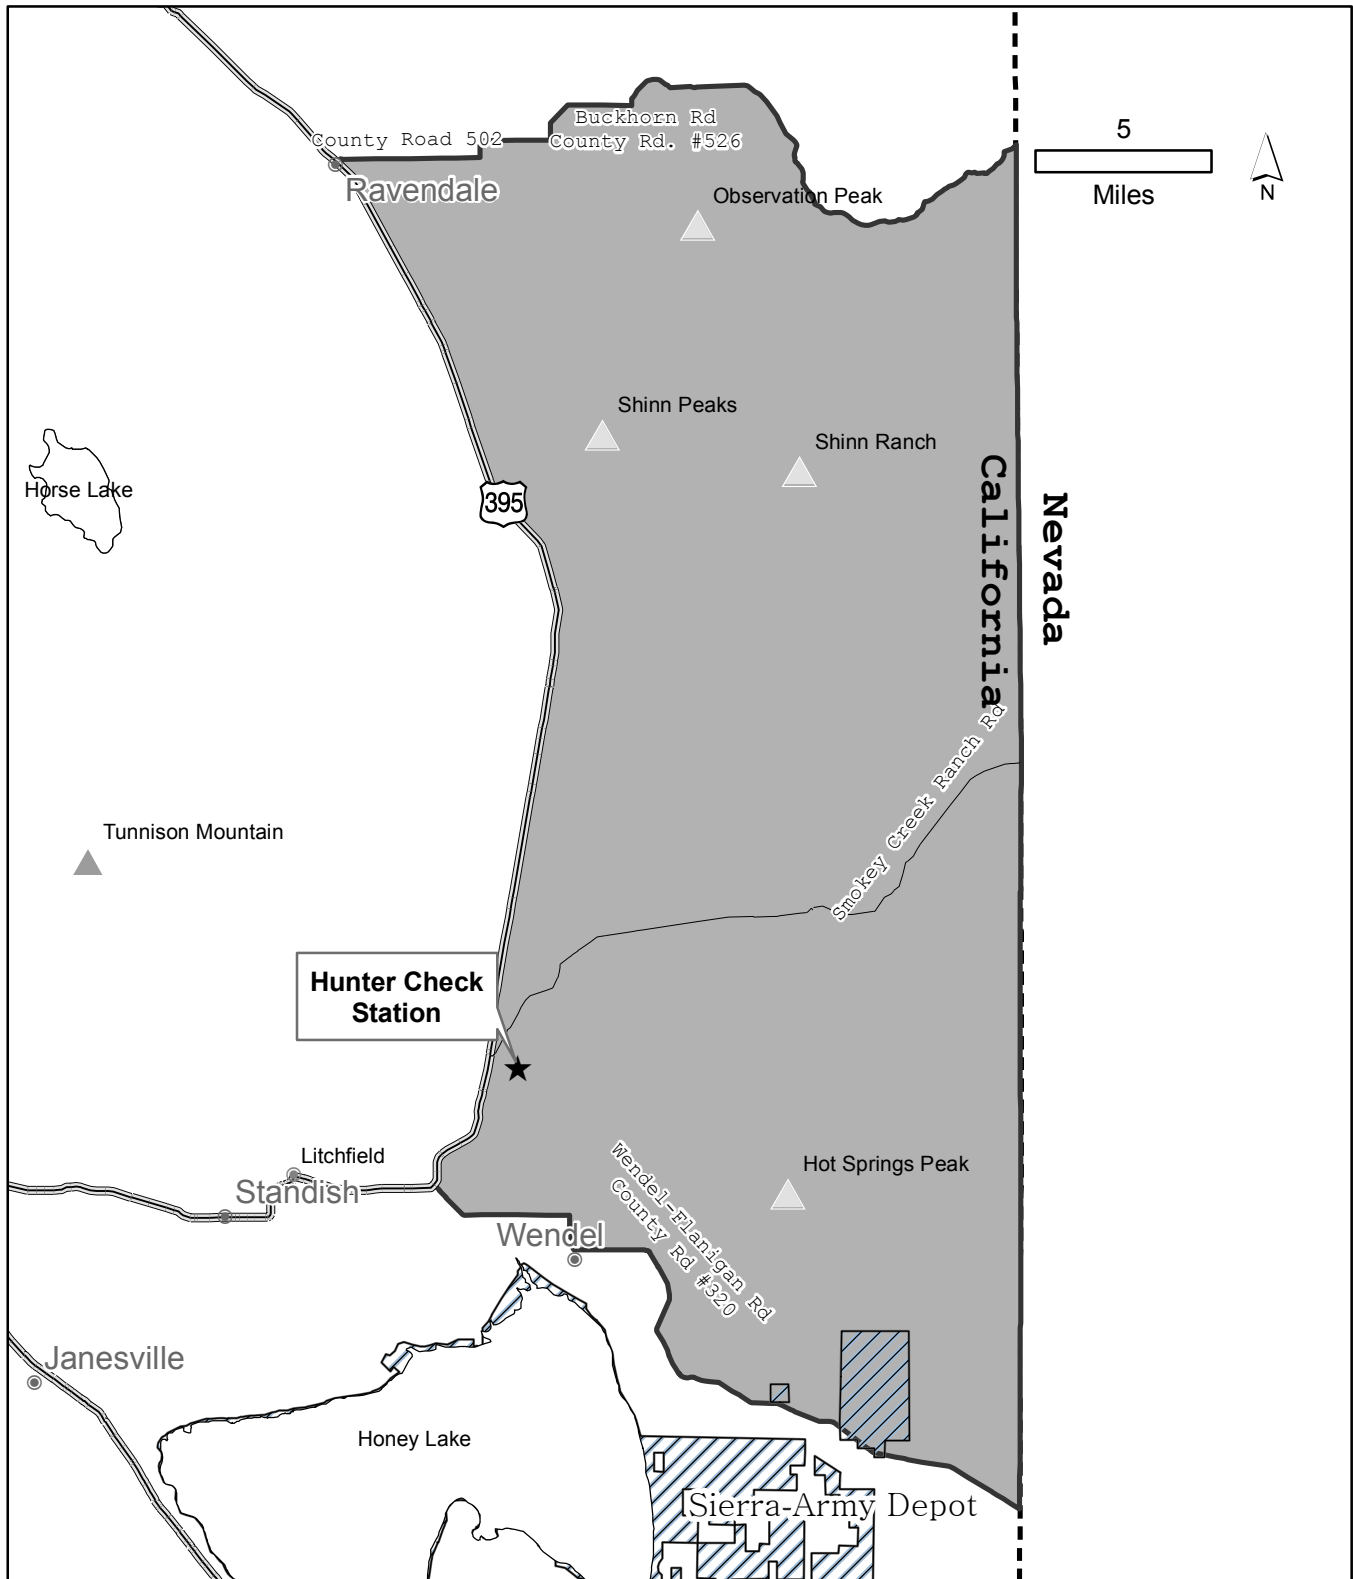 Buckhorn Rd
County Road 502
County Rd. #526
5
Miles
N
Ravendale
Observation Peak
Shinn Peaks
Shinn Ranch
Horse Lake
395
California
Nevada
Smokey Creek Ranch Rd
Tunnison Mountain
Hunter Check
Station
Litchfield
Standish
Hot Springs Peak
Wendel-Flanigan Rd
County Rd #320
Wendel
Janesville
Honey Lake
Sierra-Army Depot